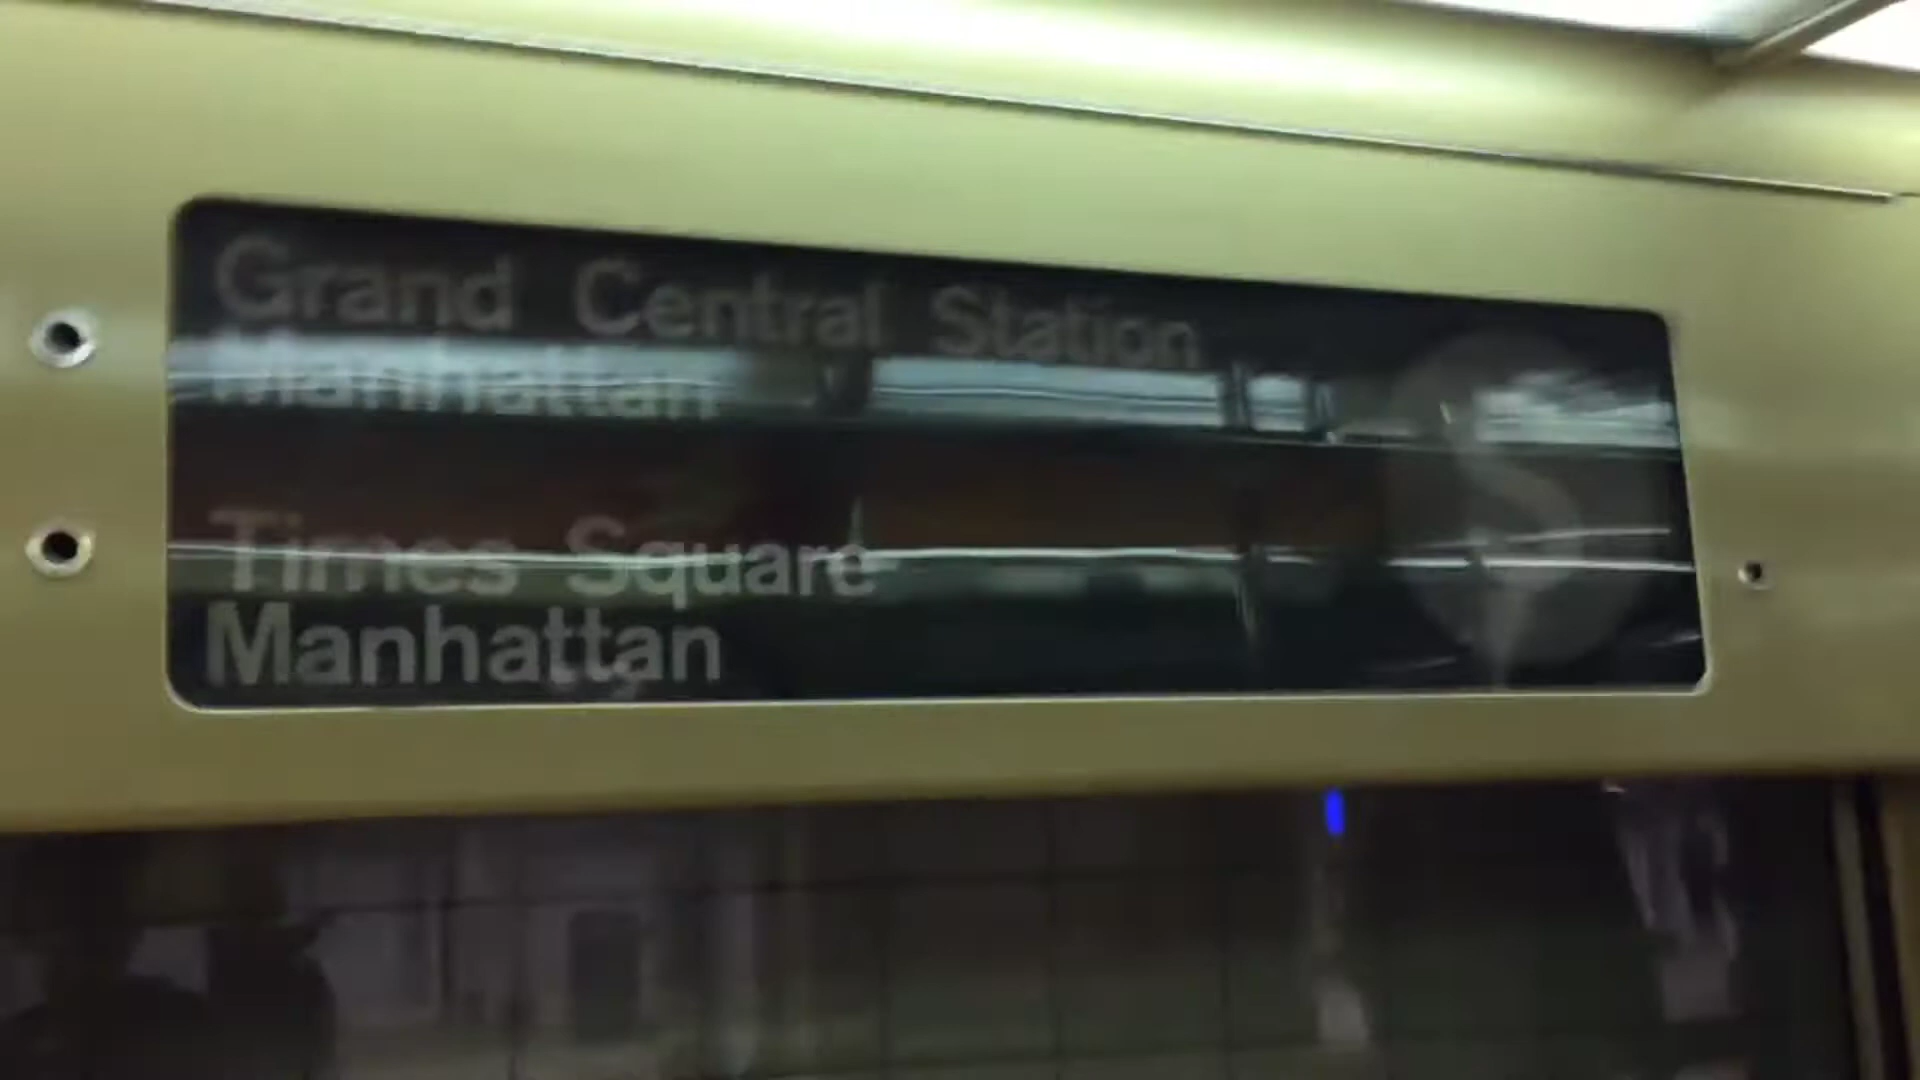 Grand Central Station
Manhattan
Times Square
Manhattan
S